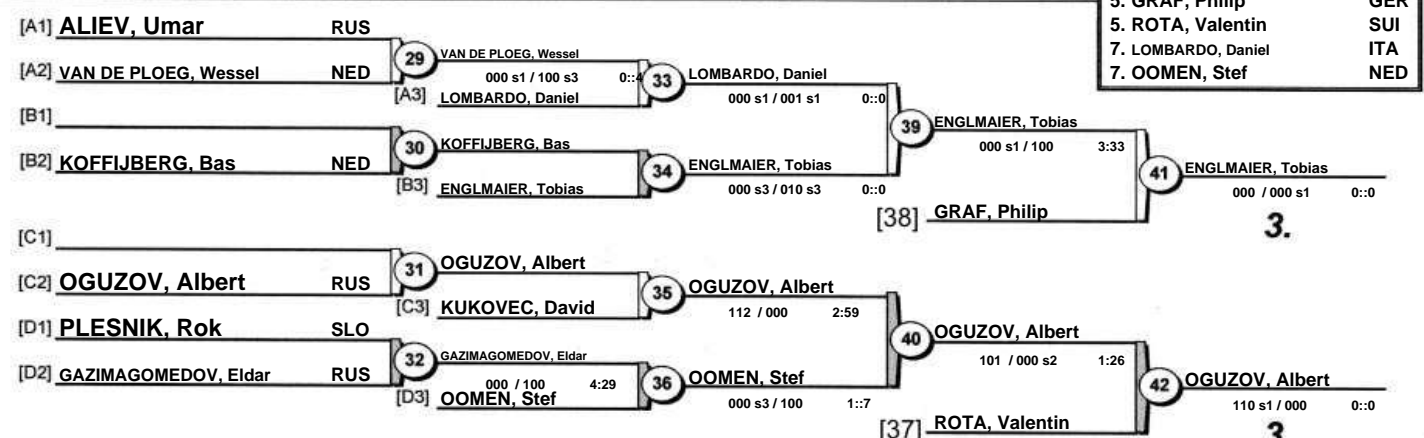 5. GRAF, Philip GER
5. ROTA, Valentin SUI
7. LOMBARDO, Daniel ITA
7. OOMEN, Stef NED
[A1] ALIEV, Umar RUS
29
VAN DE PLOEG, Wessel
[A2] VAN DE PLOEG, Wessel NED
000 s1 / 100 s3 0::4
33
LOMBARDO, Daniel
[A3] LOMBARDO, Daniel
000 s1 / 001 s1 0::0
[B1]
39
ENGLMAIER, Tobias
30
KOFFIJBERG, Bas
000 s1 / 100 3:33
[B2] KOFFIJBERG, Bas NED
34
ENGLMAIER, Tobias
41
ENGLMAIER, Tobias
[B3] ENGLMAIER, Tobias
000 s3 / 010 s3 0::0
000 / 000 s1 0::0
[38] GRAF, Philip
3.
[C1]
31
OGUZOV, Albert
[C2] OGUZOV, Albert RUS
35
OGUZOV, Albert
[C3] KUKOVEC, David
112 / 000 2:59
[D1] PLESNIK, Rok SLO
40
OGUZOV, Albert
32
GAZIMAGOMEDOV, Eldar
101 / 000 s2 1:26
[D2] GAZIMAGOMEDOV, Eldar RUS
000 / 100 4:29
36
OOMEN, Stef
42
OGUZOV, Albert
[D3] OOMEN, Stef
000 s3 / 100 1::7
110 s1 / 000 0::0
[37] ROTA, Valentin
3